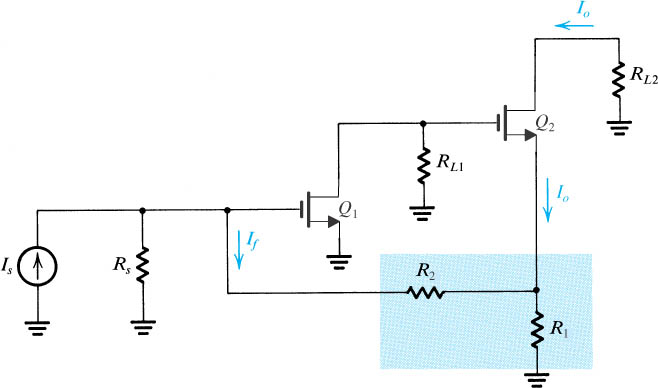 I_o
R_L2
Q_2
R_L1
I_o
Q_1
I_f
I_s
R_s
R_2
R_1